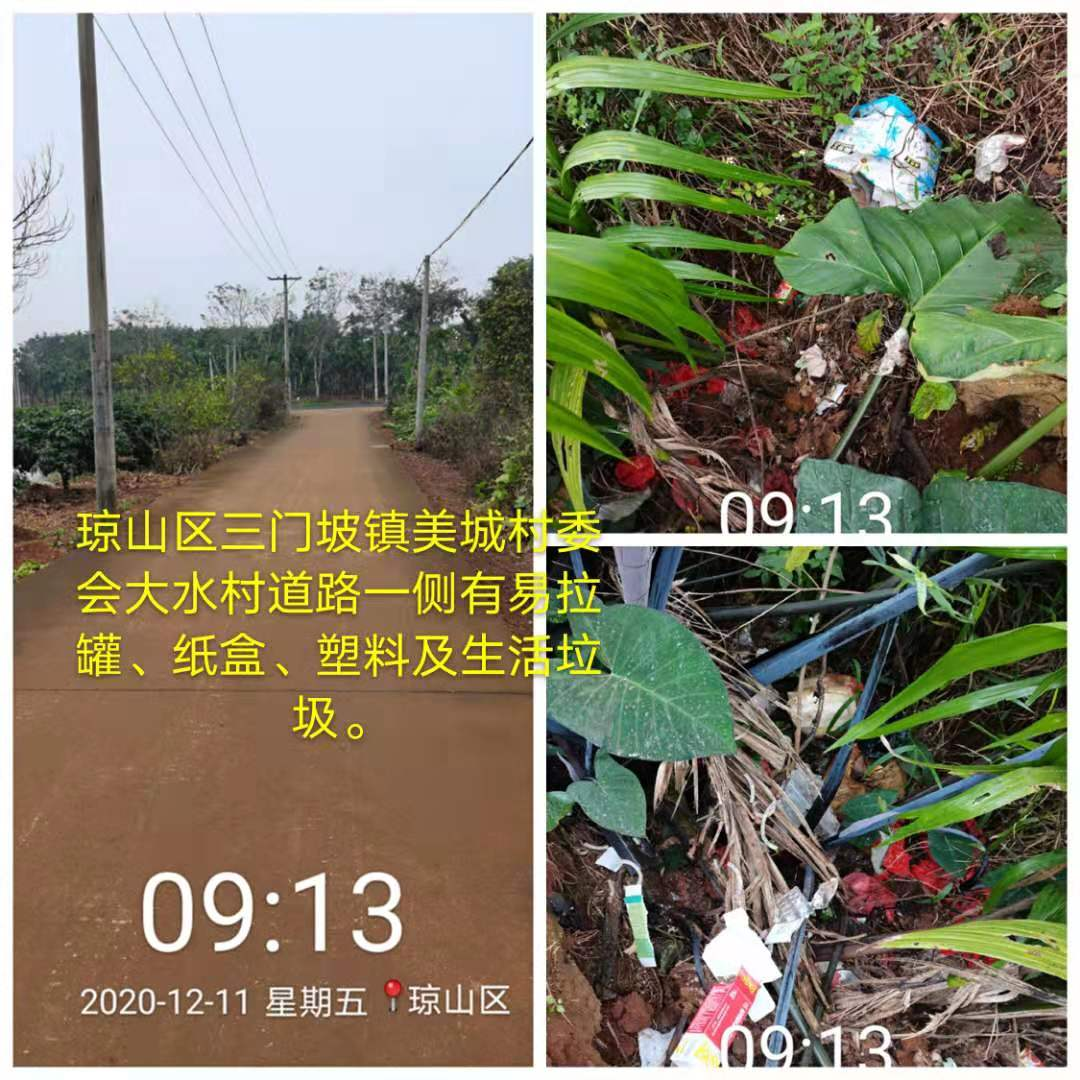 琼山区三门坡镇美城村委
会大水村道路一侧有易拉
罐、纸盒、塑料及生活垃
圾。
09:13
2020-12-11 星期五 琼山区
09:13
09:13